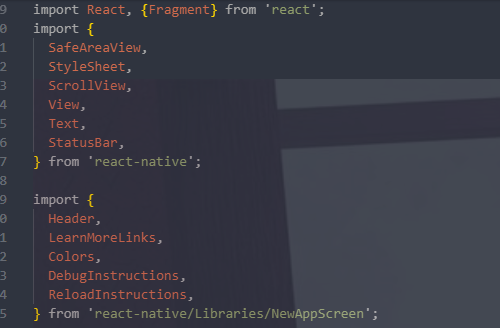 9 import React, {Fragment} from 'react';
0 import {
1   SafeAreaView,
2   StyleSheet,
3   ScrollView,
4   View,
5   Text,
6   StatusBar,
7 } from 'react-native';
8
9 import {
0   Header,
1   LearnMoreLinks,
2   Colors,
3   DebugInstructions,
4   ReloadInstructions,
5 } from 'react-native/Libraries/NewAppScreen';